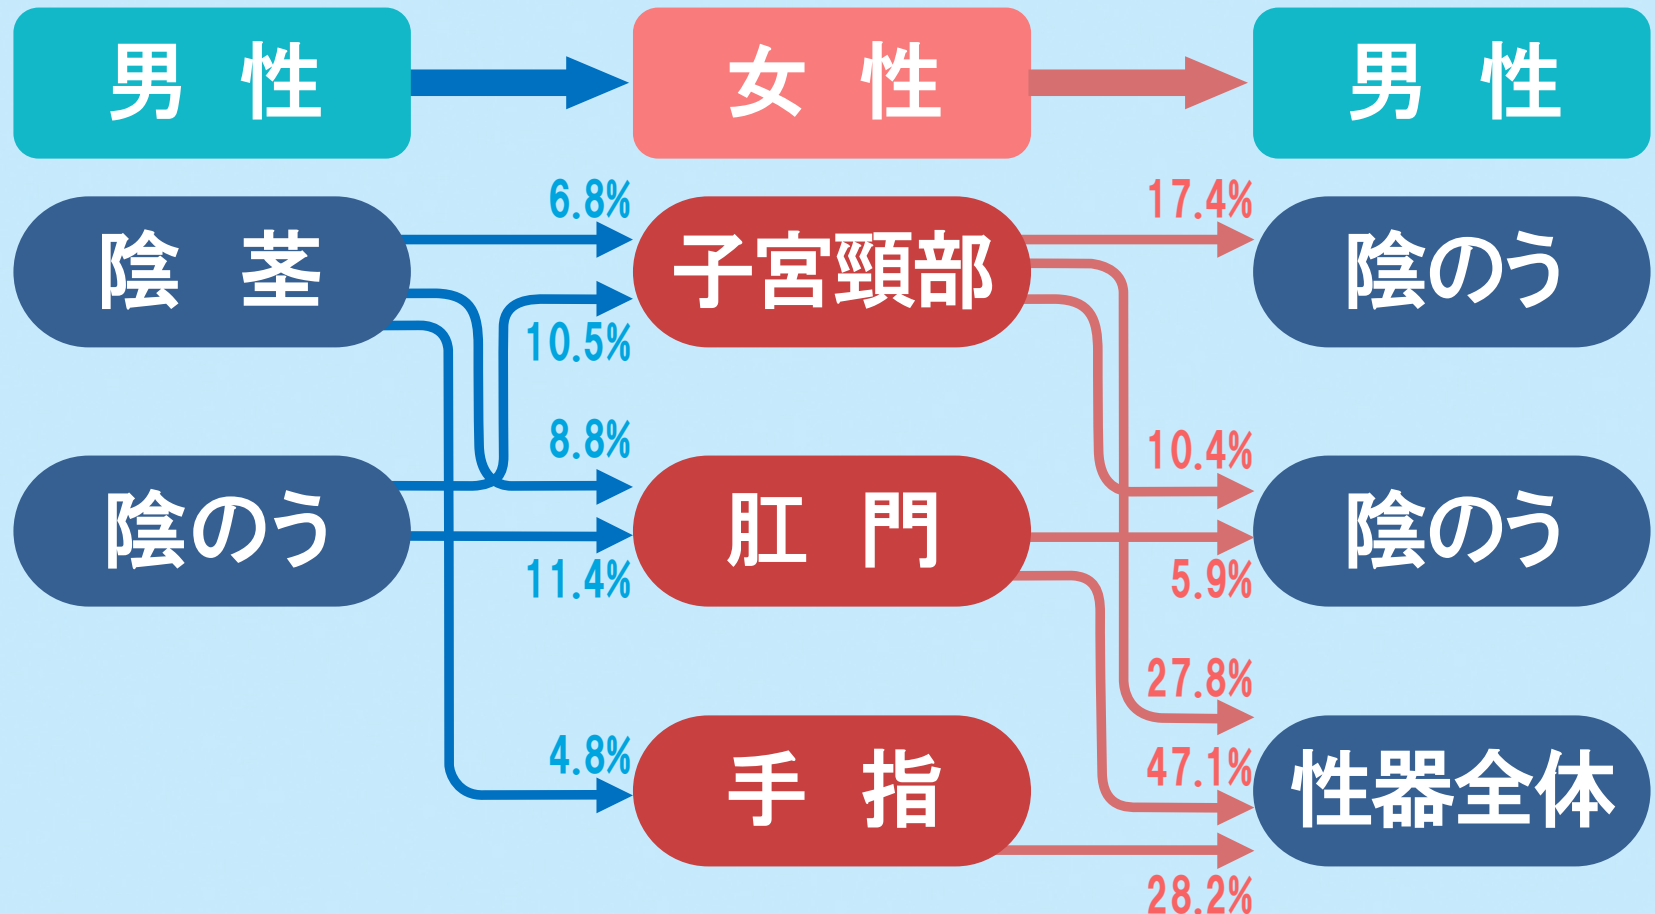 男性
女性
男性
6.8%
17.4%
陰茎
子宮頸部
陰のう
10.5%
8.8%
10.4%
陰のう
肛門
陰のう
11.4%
5.9%
27.8%
4.8%
47.1%
手指
性器全体
28.2%